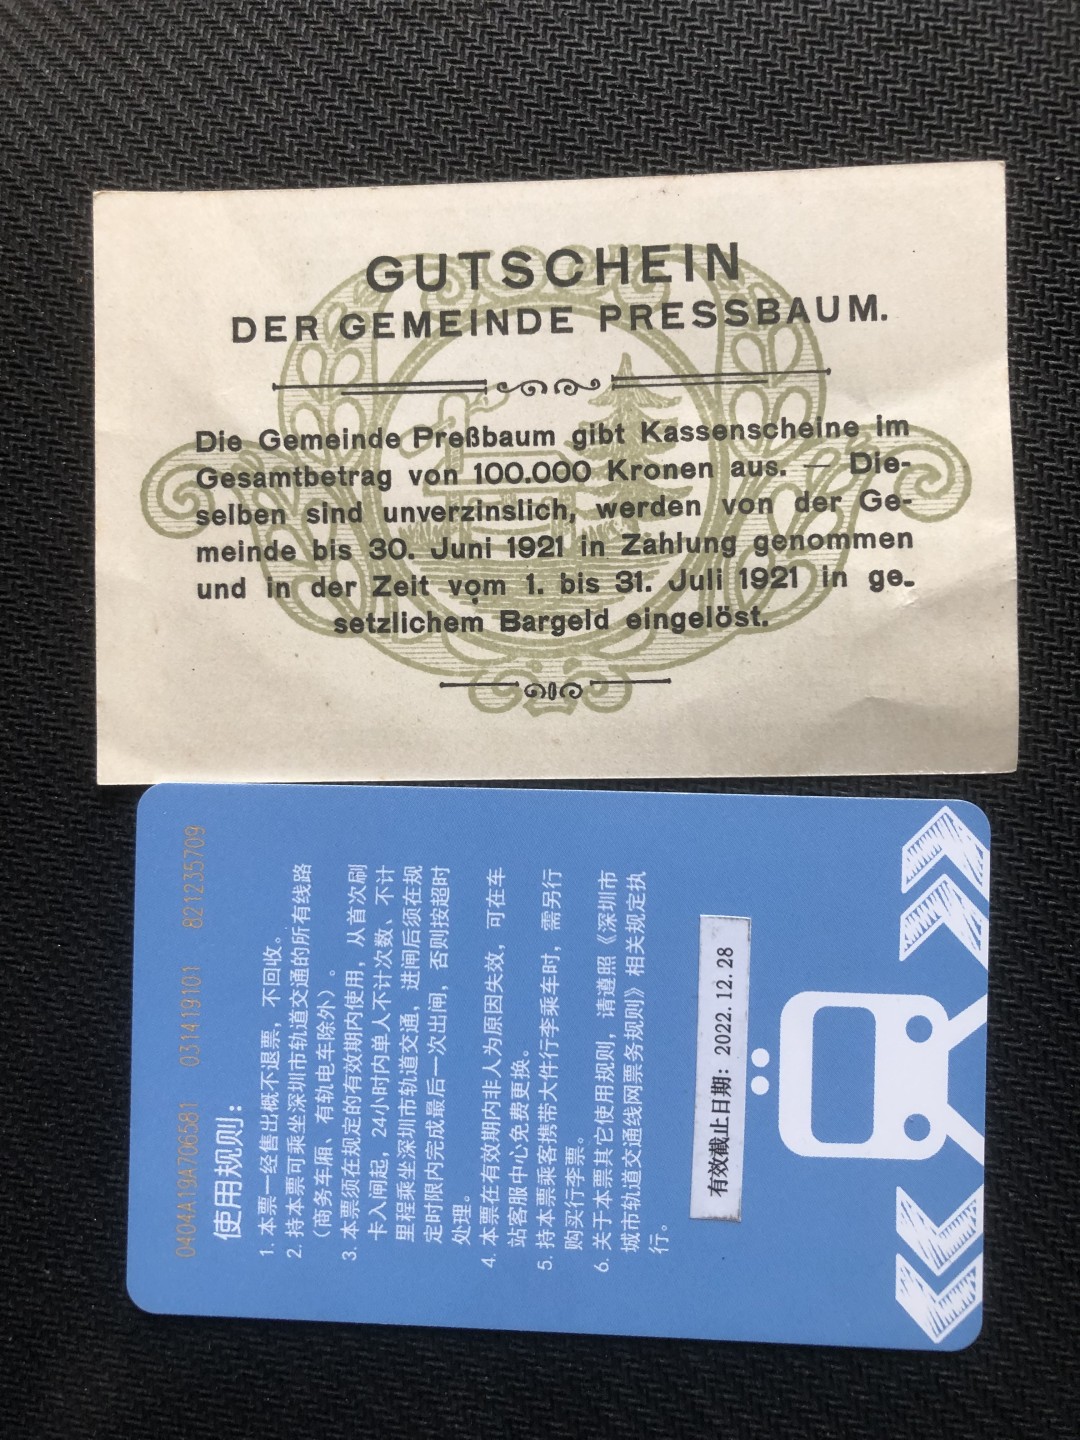 GUTSCHEIN
DER GEMEINDE PRESSBAUM.
Die Gemeinde Preßbaum gibt Kassenscheine im
Gesamtbetrag von 100.000 Kronen aus. — Die-
selben sind unverzinslich, werden von der Ge-
meinde bis 30. Juni 1921 in Zahlung genommen
und in der Zeit vom 1. bis 31. Juli 1921 in ge-
setzlichem Bargeld eingelöst.
0404A19A706581 031419101 821235709
使用规则：
1. 本票一经售出概不退票，不回收。
2. 持本票可乘坐深圳市轨道交通的所有线路
（商务车厢、有轨电车除外）。
3. 本票须在规定的有效期内使用，从首次刷
卡入闸起，24小时内单人不计次数、不计
里程乘坐深圳市轨道交通，进闸后须在规
定时限内完成最后一次出闸，否则按超时
处理。
4. 本票在有效期内非人为原因失效，可在车
站客服中心免费更换。
5. 持本票乘客携带大件行李乘车时，需另行
购买行李票。
6. 关于本票其它使用规则，请遵照《深圳市
城市轨道交通线网票务规则》相关规定执
行。
有效截止日期：2022.12.28